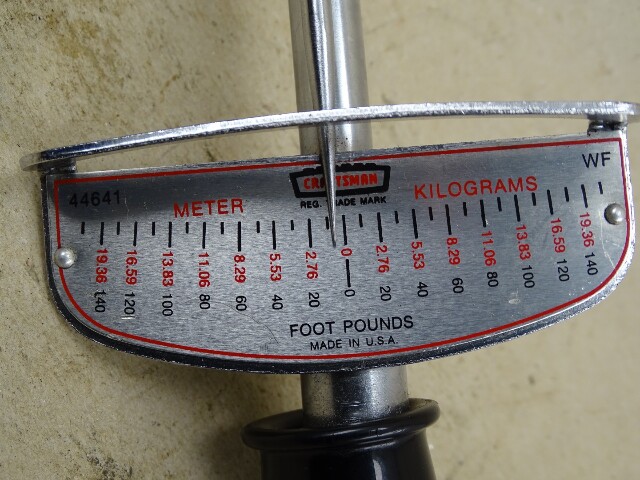 44641
WF
CRAFTSMAN
REG. TRADE MARK
METER KILOGRAMS
19.36 16.59 13.83 11.06 8.29 5.53 2.76 0 2.76 5.53 8.29 11.06 13.83 16.59 19.36
140 120 100 80 60 40 20 0 20 40 60 80 100 120 140
FOOT POUNDS
MADE IN U.S.A.